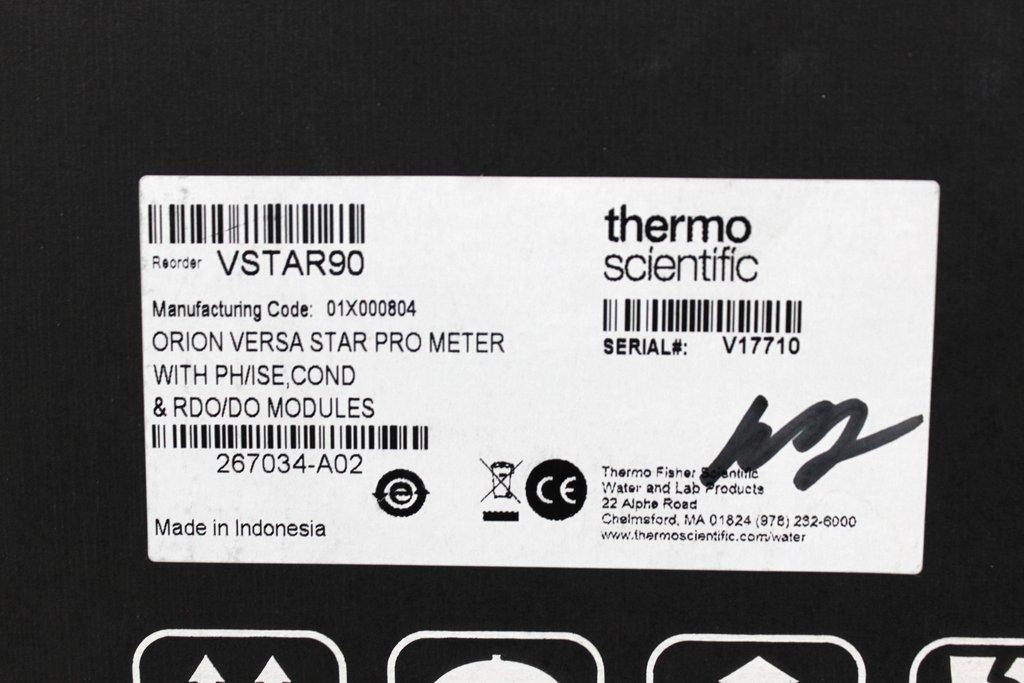 Reorder VSTAR90
Manufacturing Code: 01X000804
ORION VERSA STAR PRO METER
WITH PH/ISE,COND
& RDO/DO MODULES
267034-A02
Made in Indonesia
thermo
scientific
SERIAL#: V17710
Thermo Fisher Scientific
Water and Lab Products
22 Alpha Road
Chelmsford, MA 01824 (978) 232-6000
www.thermoscientific.com/water
e
CE